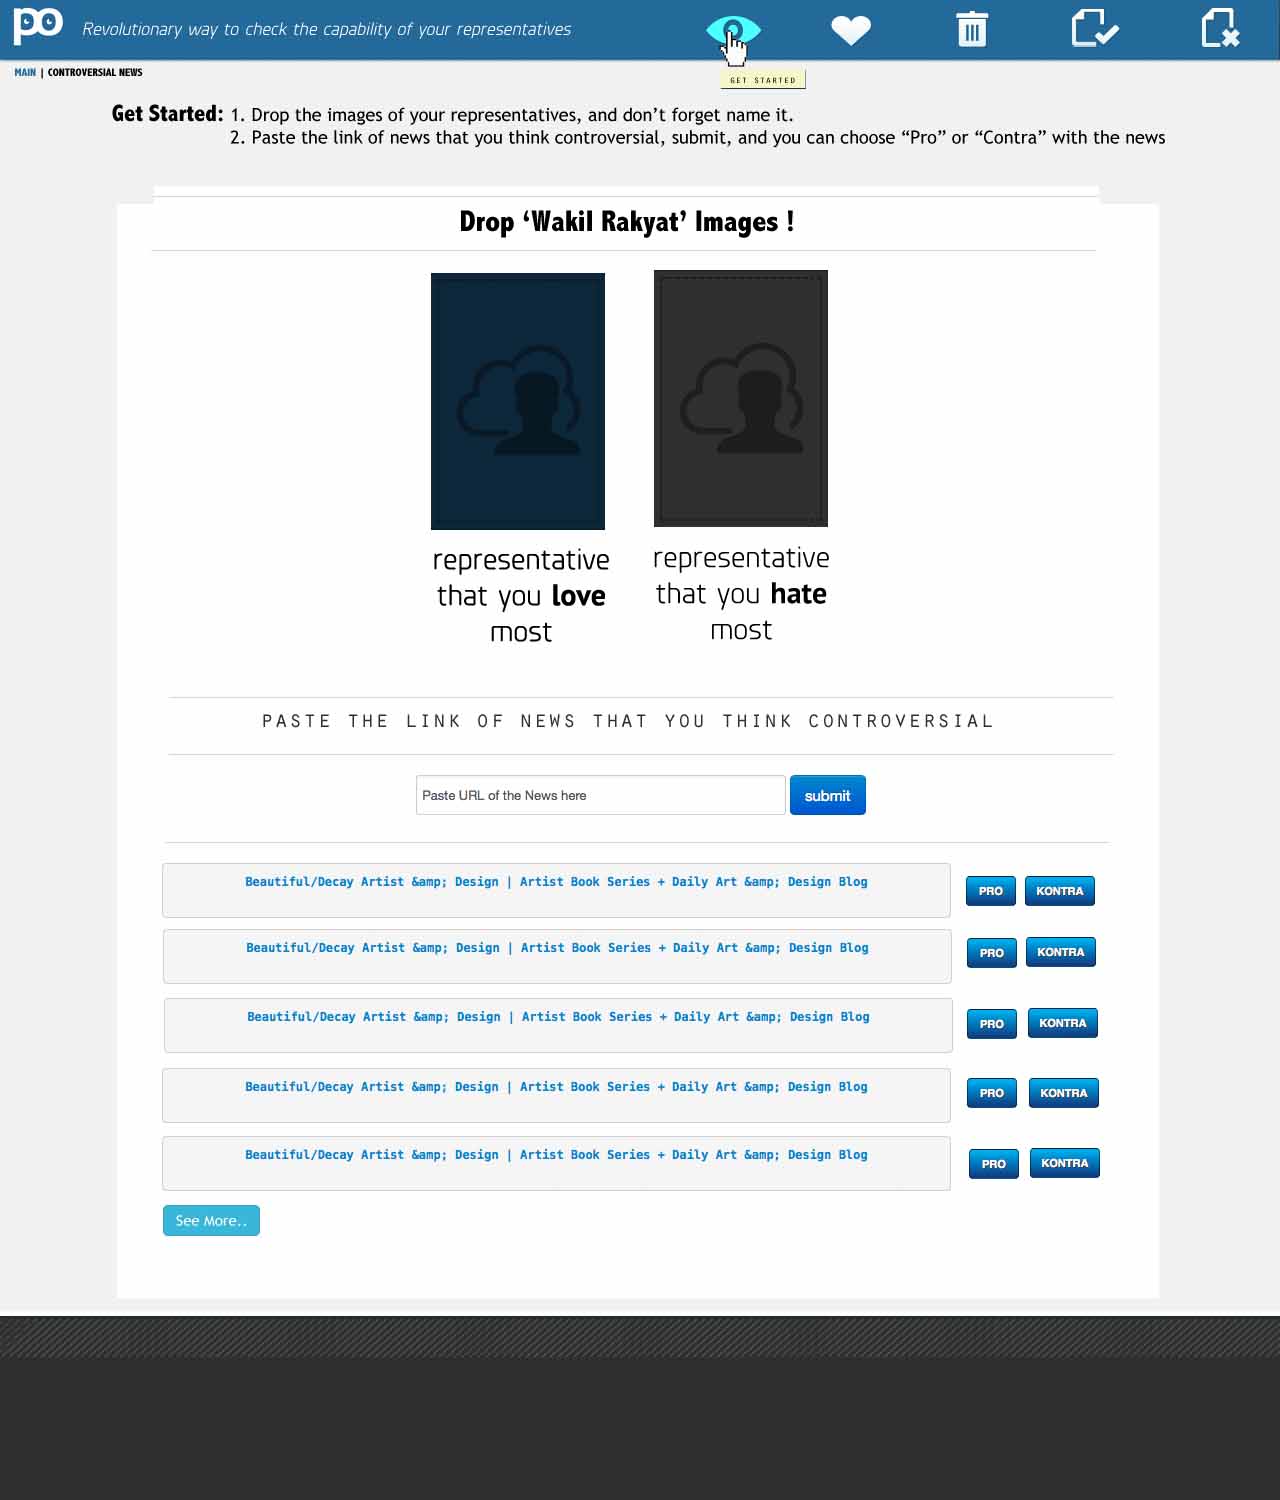 po Revolutionary way to check the capability of your representatives
GET STARTED
MAIN | CONTROVERSIAL NEWS
Get Started: 1. Drop the images of your representatives, and don't forget name it.
2. Paste the link of news that you think controversial, submit, and you can choose “Pro” or “Contra” with the news
Drop ‘Wakil Rakyat’ Images !
representative
that you love
most
representative
that you hate
most
PASTE THE LINK OF NEWS THAT YOU THINK CONTROVERSIAL
Paste URL of the News here submit
Beautiful/Decay Artist &amp; Design | Artist Book Series + Daily Art &amp; Design Blog PRO KONTRA
Beautiful/Decay Artist &amp; Design | Artist Book Series + Daily Art &amp; Design Blog PRO KONTRA
Beautiful/Decay Artist &amp; Design | Artist Book Series + Daily Art &amp; Design Blog PRO KONTRA
Beautiful/Decay Artist &amp; Design | Artist Book Series + Daily Art &amp; Design Blog PRO KONTRA
Beautiful/Decay Artist &amp; Design | Artist Book Series + Daily Art &amp; Design Blog PRO KONTRA
See More..